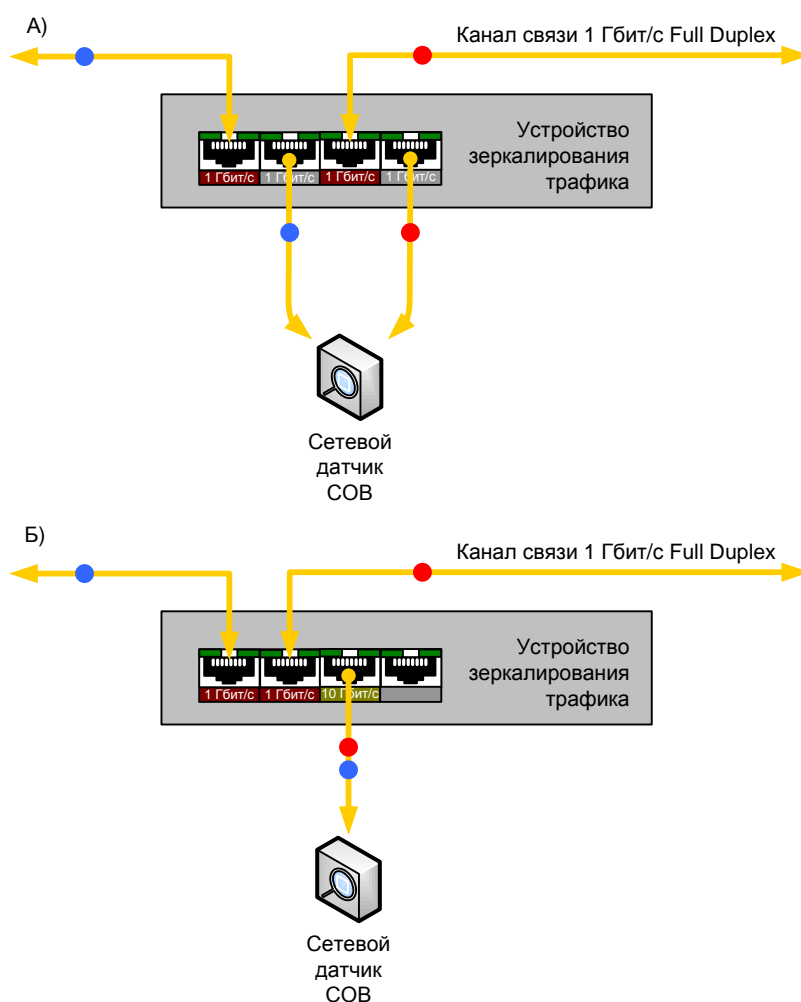 А)
Канал связи 1 Гбит/с Full Duplex
Устройство
зеркалирования
трафика
1 Гбит/с 1 Гбит/с 1 Гбит/с 1 Гбит/с
Сетевой
датчик
СОВ
Б)
Канал связи 1 Гбит/с Full Duplex
Устройство
зеркалирования
трафика
1 Гбит/с 1 Гбит/с 10 Гбит/с
Сетевой
датчик
СОВ